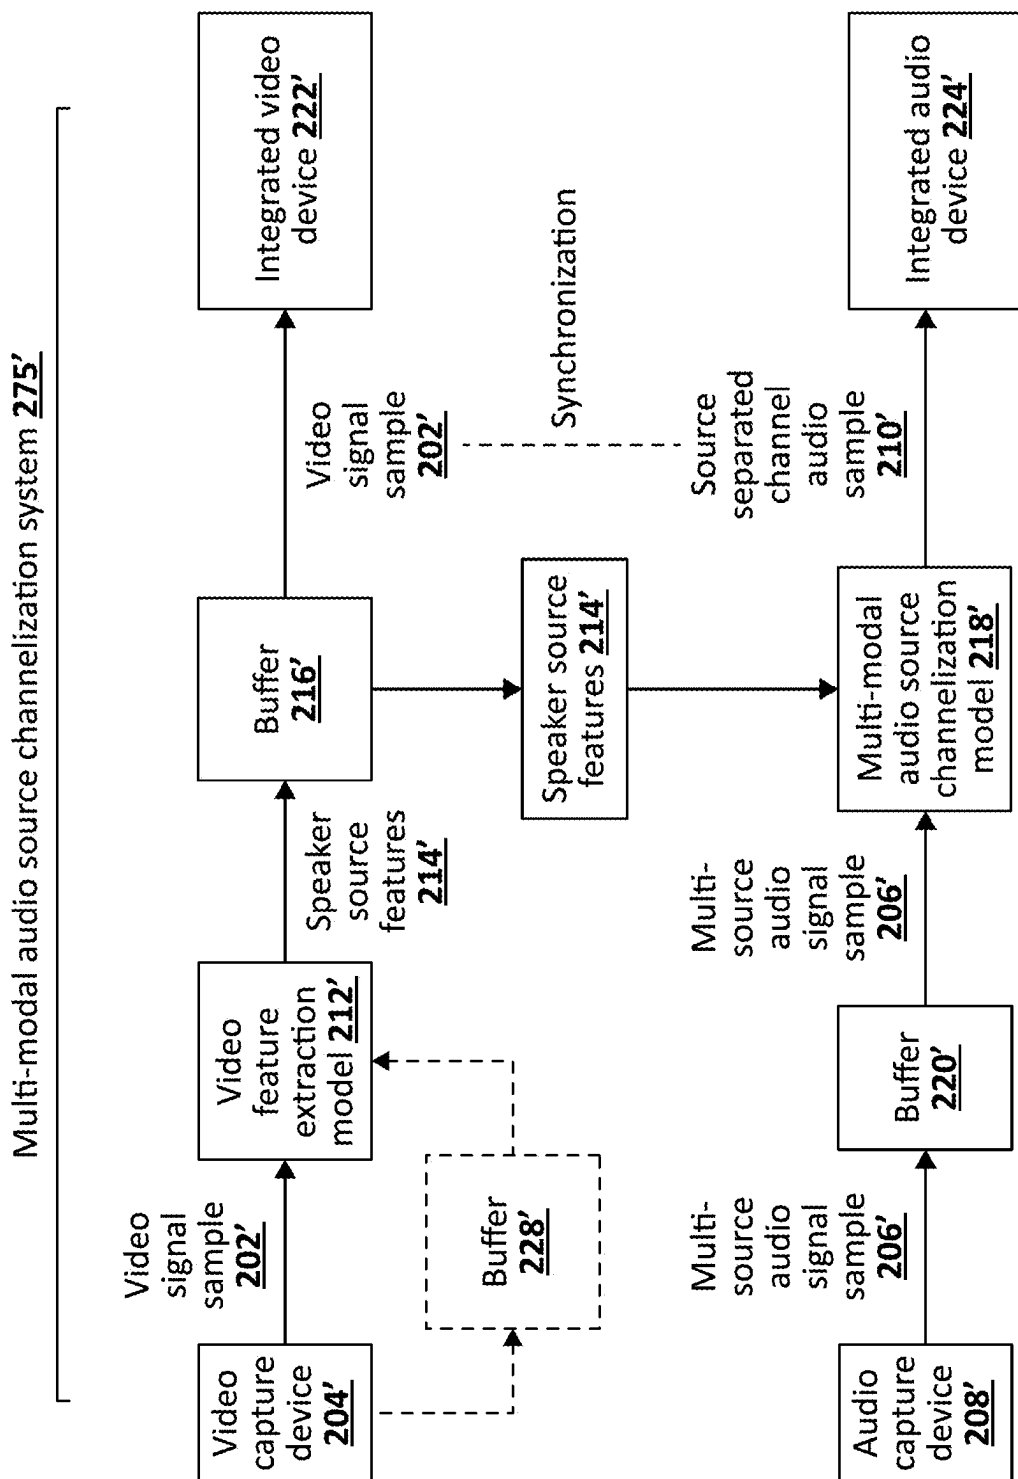 Multi-modal audio source channelization system 275’
Video
capture
device
204’
Video
signal
sample
202’
Buffer
228’
Video
feature
extraction
model 212’
Speaker
source
features
214’
Buffer
216’
Video
signal
sample
202’
Integrated video
device 222’
Speaker source
features 214’
Synchronization
Audio
capture
device
208’
Multi-
source
audio
signal
sample
206’
Buffer
220’
Multi-
source
audio
signal
sample
206’
Multi-modal
audio source
channelization
model 218’
Source
separated
channel
audio
sample
210’
Integrated audio
device 224’